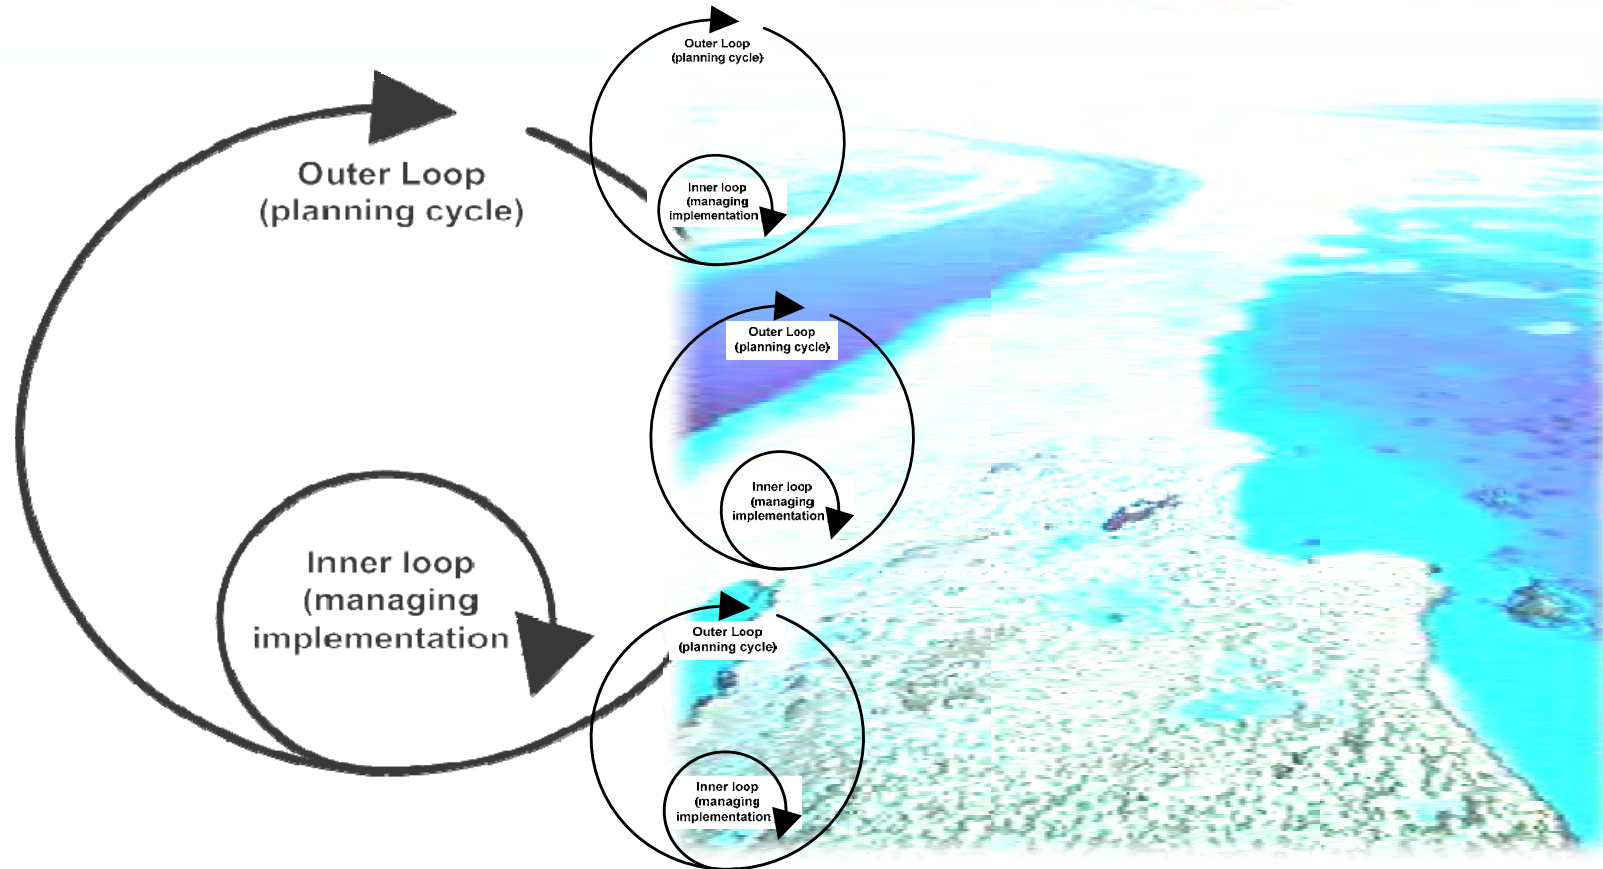 Outer Loop
(planning cycle)
Inner loop
(managing
implementation
Outer Loop
(planning cycle)
Inner loop
(managing
implementation
Outer Loop
(planning cycle)
Inner loop
(managing
implementation
Outer Loop
(planning cycle)
Inner loop
(managing
implementation